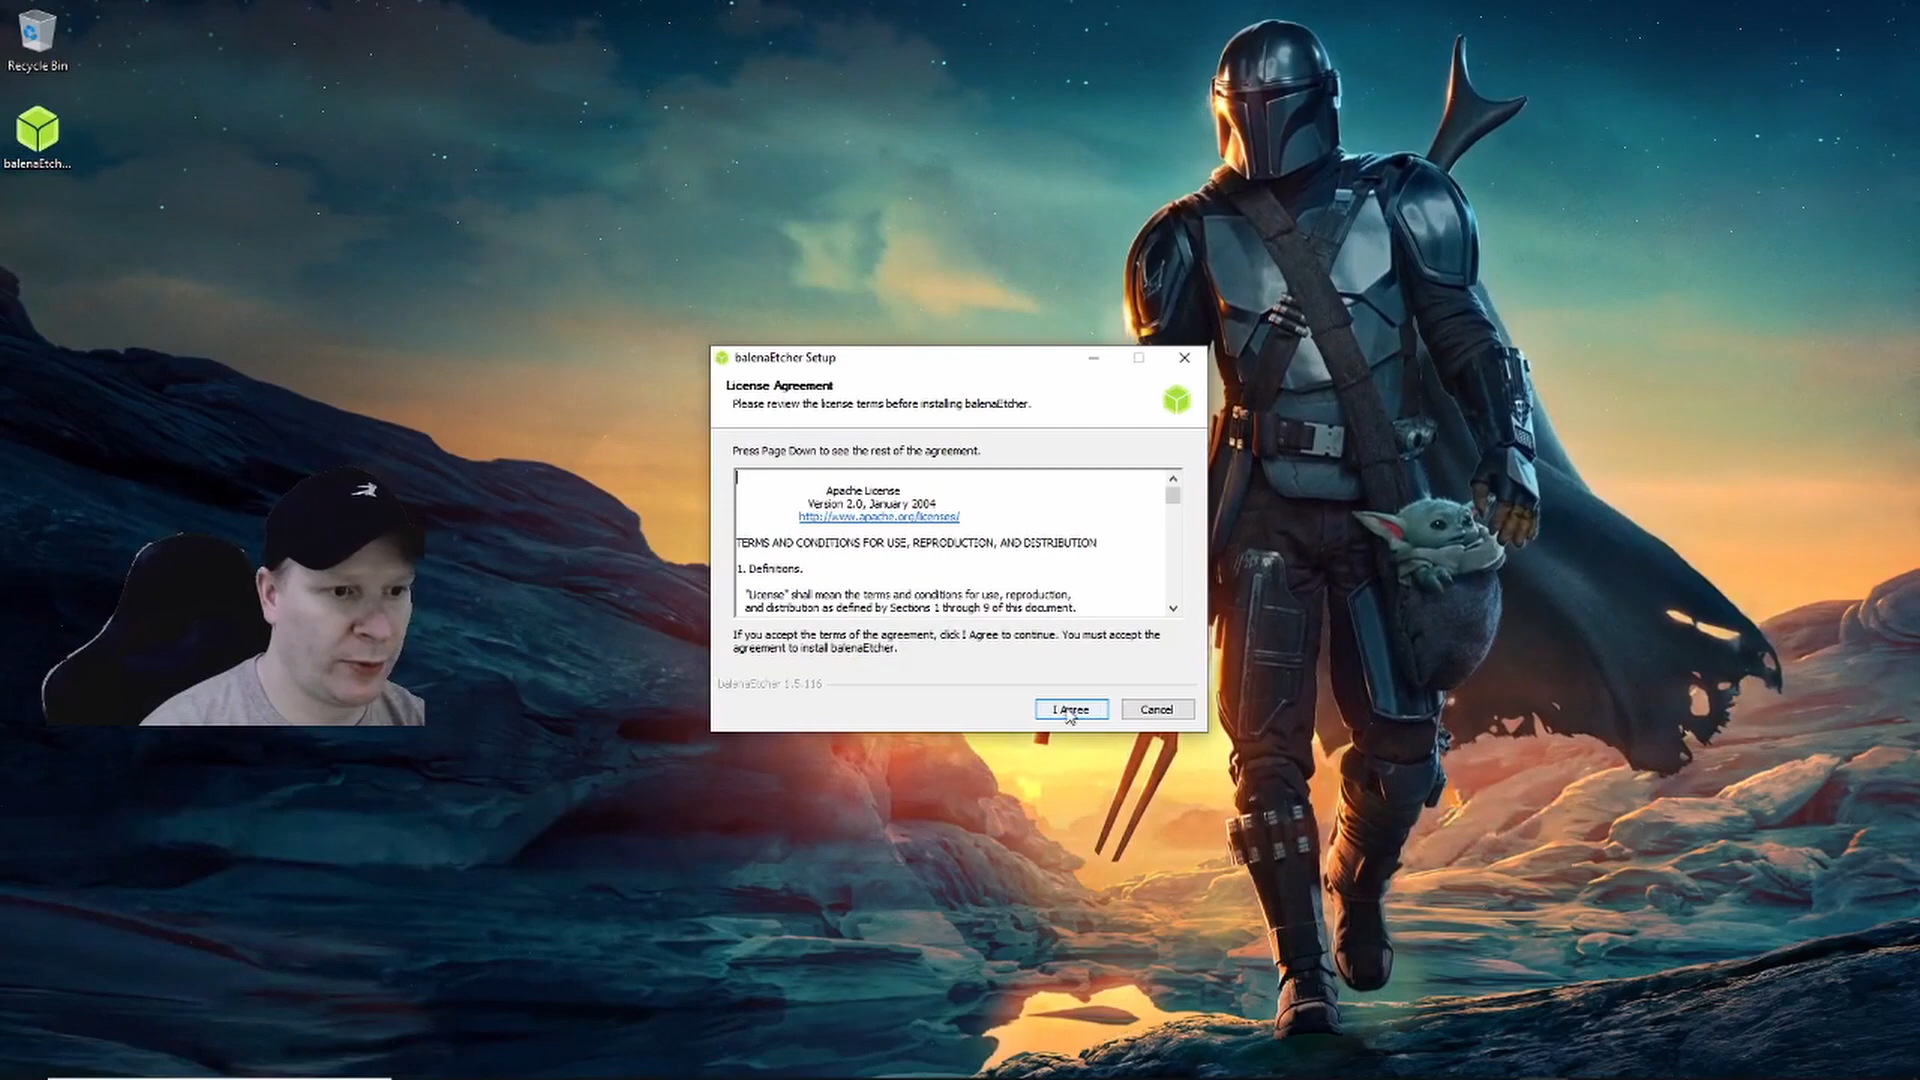 Recycle Bin
balenaEtch...
balenaEtcher Setup
License Agreement
Please review the license terms before installing balenaEtcher.
Press Page Down to see the rest of the agreement.
Apache License
Version 2.0, January 2004
http://www.apache.org/licenses/
TERMS AND CONDITIONS FOR USE, REPRODUCTION, AND DISTRIBUTION
1. Definitions.
"License" shall mean the terms and conditions for use, reproduction,
and distribution as defined by Sections 1 through 9 of this document.
If you accept the terms of the agreement, click I Agree to continue. You must accept the
agreement to install balenaEtcher.
balenaEtcher 1.5.116
I Agree
Cancel